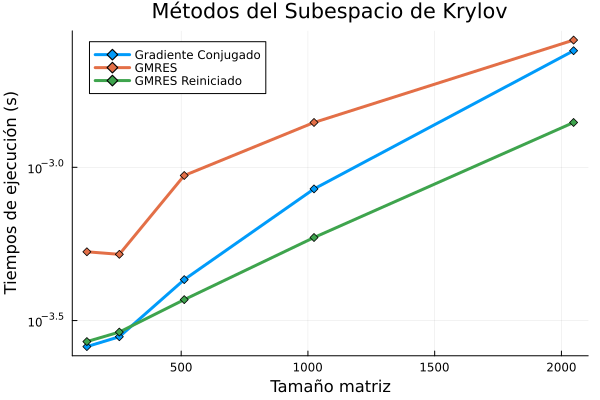 Métodos del Subespacio de Krylov
Gradiente Conjugado
GMRES
GMRES Reiniciado
Tiempos de ejecución (s)
10^-3.0
10^-3.5
500
1000
1500
2000
Tamaño matriz